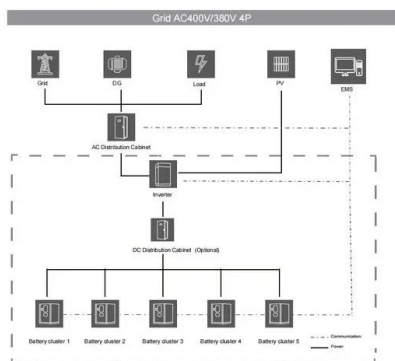 Grid AC400V/380V 4P
Grid
DG
Load
PV
EMS
AC Distribution Cabinet
Inverter
DC Distribution Cabinet (Optional)
Battery cluster 1
Battery cluster 2
Battery cluster 3
Battery cluster 4
Battery cluster 5
Communication
Power